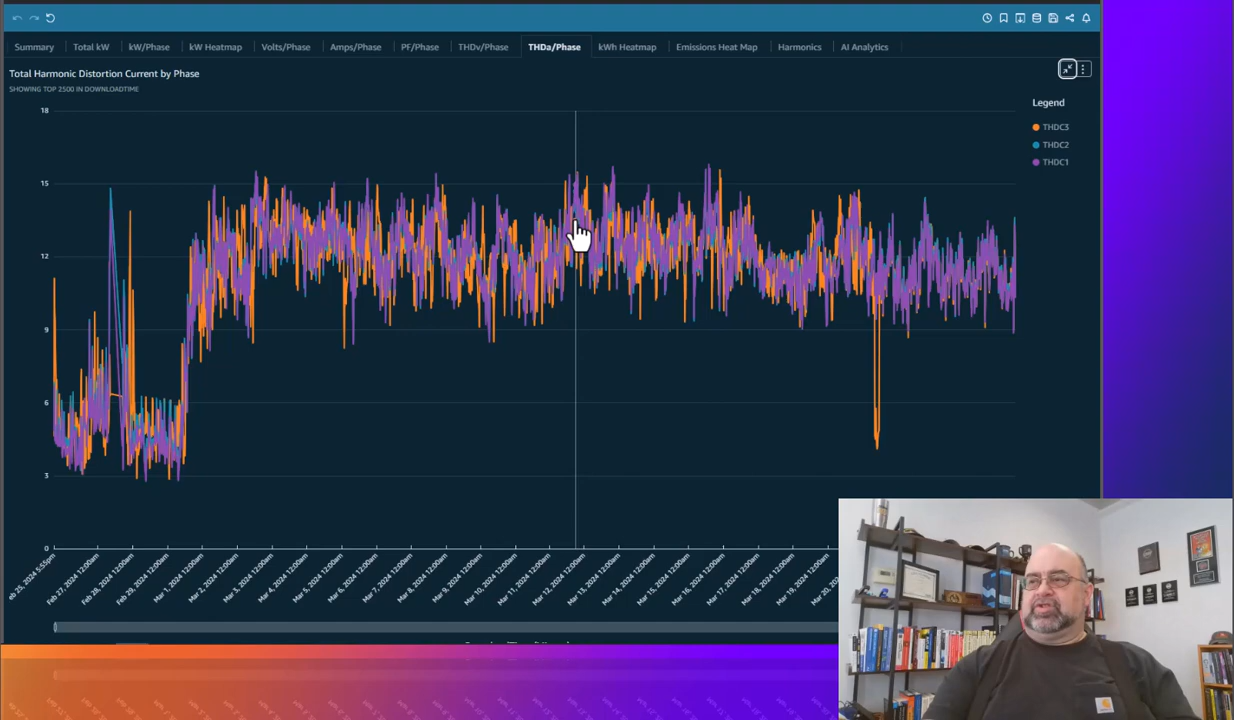 Summary Total kW kW/Phase kW Heatmap Volts/Phase Amps/Phase PF/Phase THDv/Phase THDa/Phase kWh Heatmap Emissions Heat Map Harmonics AI Analytics
Total Harmonic Distortion Current by Phase
SHOWING TOP 2500 IN DOWNLOADTIME
Legend
THDC3
THDC2
THDC1
18
15
12
9
6
3
0
eb 25, 2024 5:55pm
Feb 27, 2024 12:00am
Feb 28, 2024 12:00am
Feb 29, 2024 12:00am
Mar 1, 2024 12:00am
Mar 2, 2024 12:00am
Mar 3, 2024 12:00am
Mar 4, 2024 12:00am
Mar 5, 2024 12:00am
Mar 6, 2024 12:00am
Mar 7, 2024 12:00am
Mar 8, 2024 12:00am
Mar 9, 2024 12:00am
Mar 10, 2024 12:00am
Mar 11, 2024 12:00am
Mar 12, 2024 12:00am
Mar 13, 2024 12:00am
Mar 14, 2024 12:00am
Mar 15, 2024 12:00am
Mar 16, 2024 12:00am
Mar 17, 2024 12:00am
Mar 18, 2024 12:00am
Mar 19, 2024 12:00am
Mar 20,